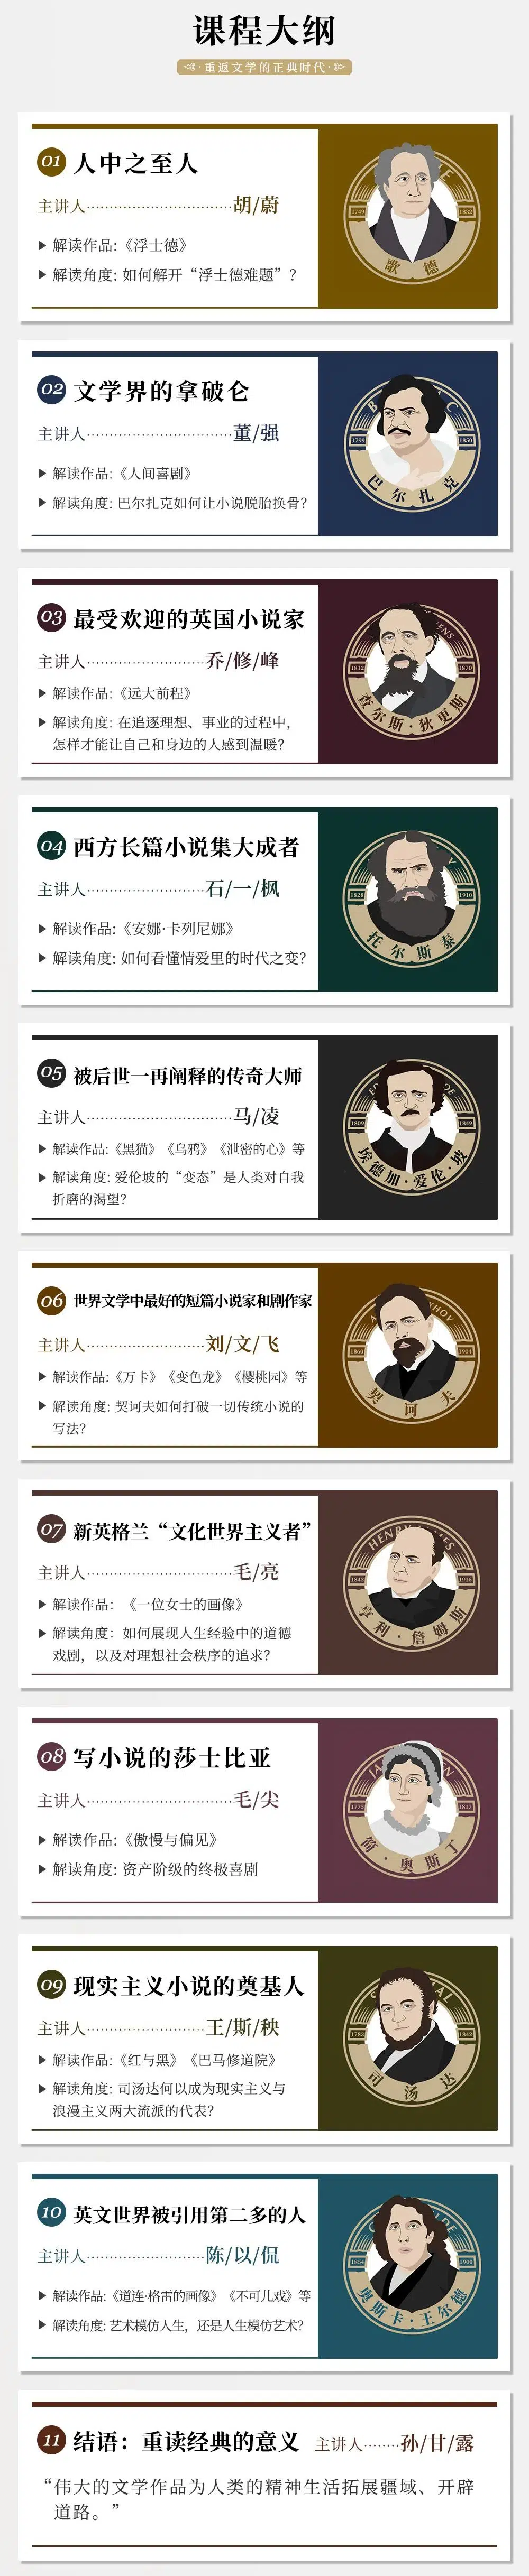 课程大纲
重返文学的正典时代
01 人中之至人
主讲人 胡/蔚
解读作品:《浮士德》
解读角度: 如何解开“浮士德难题”?
E
1749 1832
歌德
02 文学界的拿破仑
主讲人 董/强
解读作品:《人间喜剧》
解读角度: 巴尔扎克如何让小说脱胎换骨?
B C
1799 1850
巴尔扎克
03 最受欢迎的英国小说家
主讲人 乔/修/峰
解读作品:《远大前程》
解读角度: 在追逐理想、事业的过程中,
怎样才能让自己和身边的人感到温暖?
ENS
1812 1870
查尔斯·狄更斯
04 西方长篇小说集大成者
主讲人 石/一/枫
解读作品:《安娜·卡列尼娜》
解读角度: 如何看懂情爱里的时代之变?
1828 1910
托尔斯泰
05 被后世一再阐释的传奇大师
主讲人 马/凌
解读作品:《黑猫》《乌鸦》《泄密的心》等
解读角度: 爱伦坡的“变态”是人类对自我
折磨的渴望?
1809 1849
埃德加·爱伦·坡
06 世界文学中最好的短篇小说家和剧作家
主讲人 刘/文/飞
解读作品:《万卡》《变色龙》《樱桃园》等
解读角度: 契诃夫如何打破一切传统小说的
写法?
A KHOV
1860 1904
契诃夫
07 新英格兰“文化世界主义者”
主讲人 毛/亮
解读作品: 《一位女士的画像》
解读角度: 如何展现人生经验中的道德
戏剧, 以及对理想社会秩序的追求?
HENRY ES
1843 1916
亨利·詹姆斯
08 写小说的莎士比亚
主讲人 毛/尖
解读作品:《傲慢与偏见》
解读角度: 资产阶级的终极喜剧
JA N
1775 1817
简·奥斯丁
09 现实主义小说的奠基人
主讲人 王/斯/秧
解读作品:《红与黑》《巴马修道院》
解读角度: 司汤达何以成为现实主义与
浪漫主义两大流派的代表?
AL
1783 1842
司汤达
10 英文世界被引用第二多的人
主讲人 陈/以/侃
解读作品:《道连·格雷的画像》《不可儿戏》等
解读角度: 艺术模仿人生, 还是人生模仿艺术?
DE
1854 1900
奥斯卡·王尔德
11 结语: 重读经典的意义 主讲人 孙/甘/露
“伟大的文学作品为人类的精神生活拓展疆域、开辟
道路。”